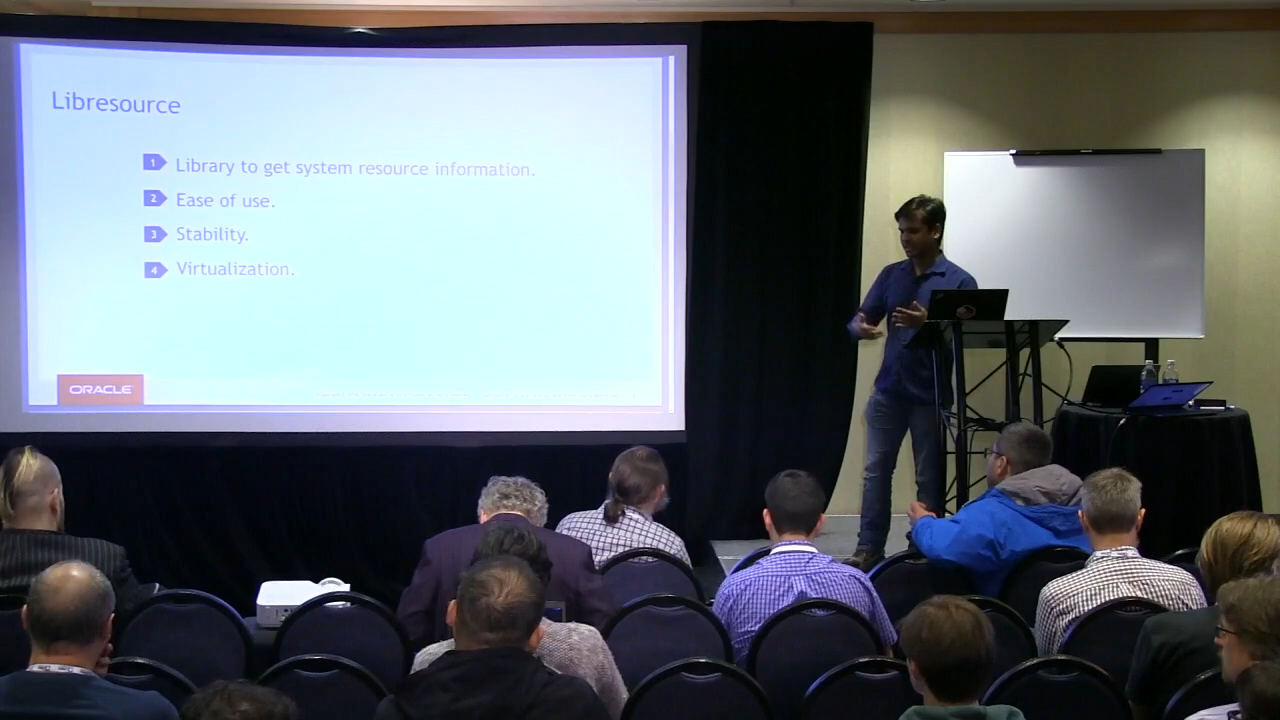 Libresource
1 Library to get system resource information.
2 Ease of use.
3 Stability.
4 Virtualization.
ORACLE